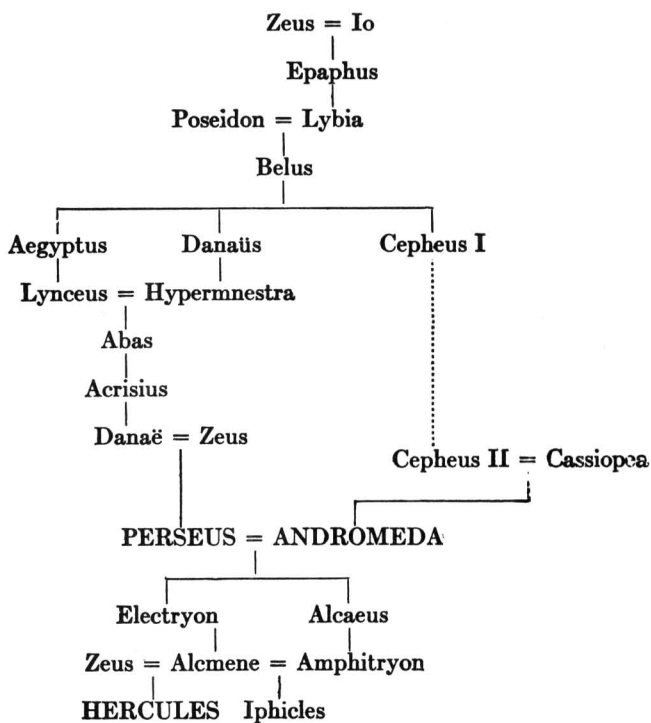 Zeus = Io
Epaphus
Poseidon = Lybia
Belus
Aegyptus Danaüs Cepheus I
Lynceus = Hypermnestra
Abas
Acrisius
Danaë = Zeus
Cepheus II = Cassiopea
PERSEUS = ANDROMEDA
Electryon Alcaeus
Zeus = Alcmene = Amphitryon
HERCULES Iphicles